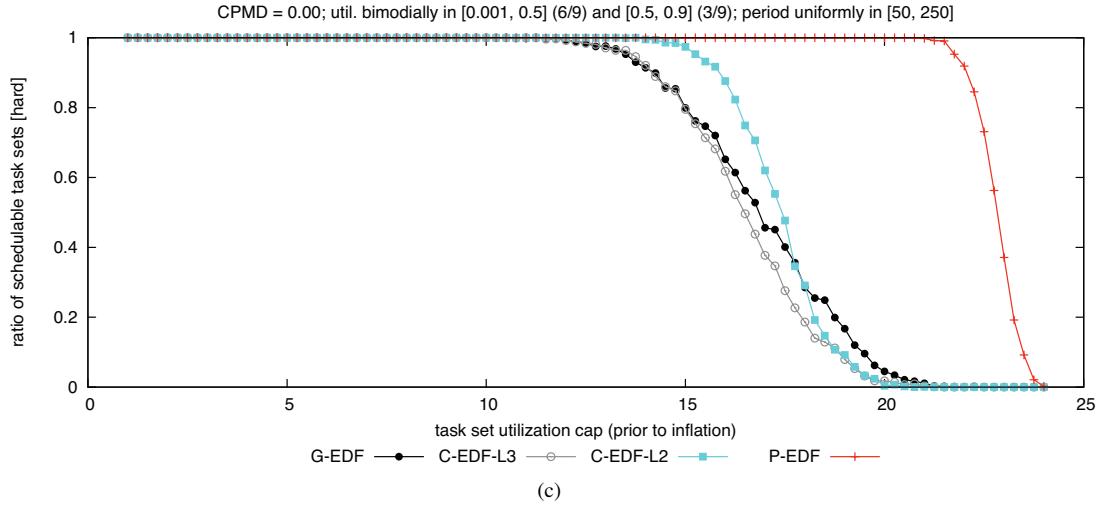 CPMD = 0.00; util. bimodially in [0.001, 0.5] (6/9) and [0.5, 0.9] (3/9); period uniformly in [50, 250]
1
0.8
0.6
0.4
0.2
0
ratio of schedulable task sets [hard]
0 5 10 15 20 25
task set utilization cap (prior to inflation)
G-EDF C-EDF-L3 C-EDF-L2 P-EDF
(c)